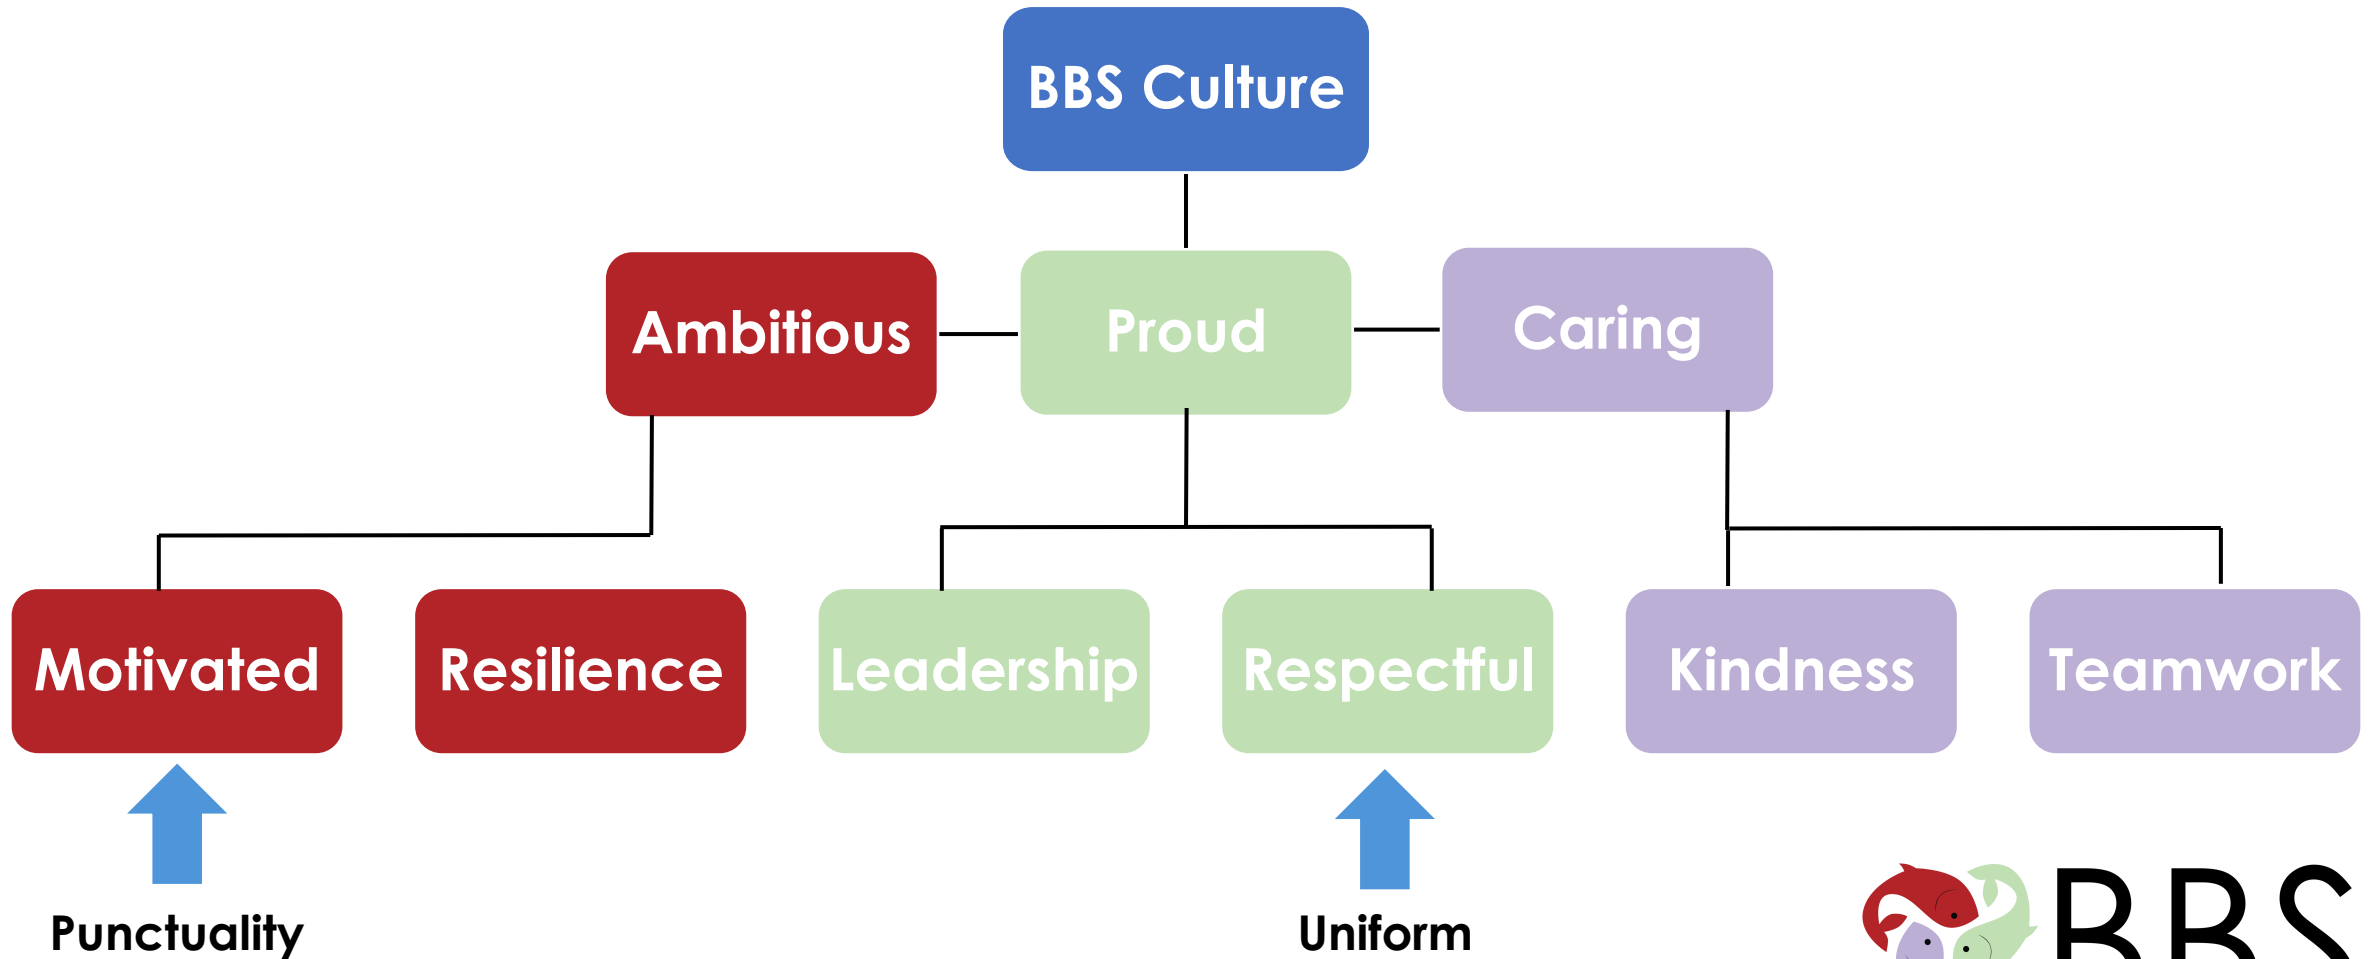 BBS Culture
Ambitious
Proud
Caring
Motivated
Resilience
Leadership
Respectful
Kindness
Teamwork
Punctuality
Uniform
BBS